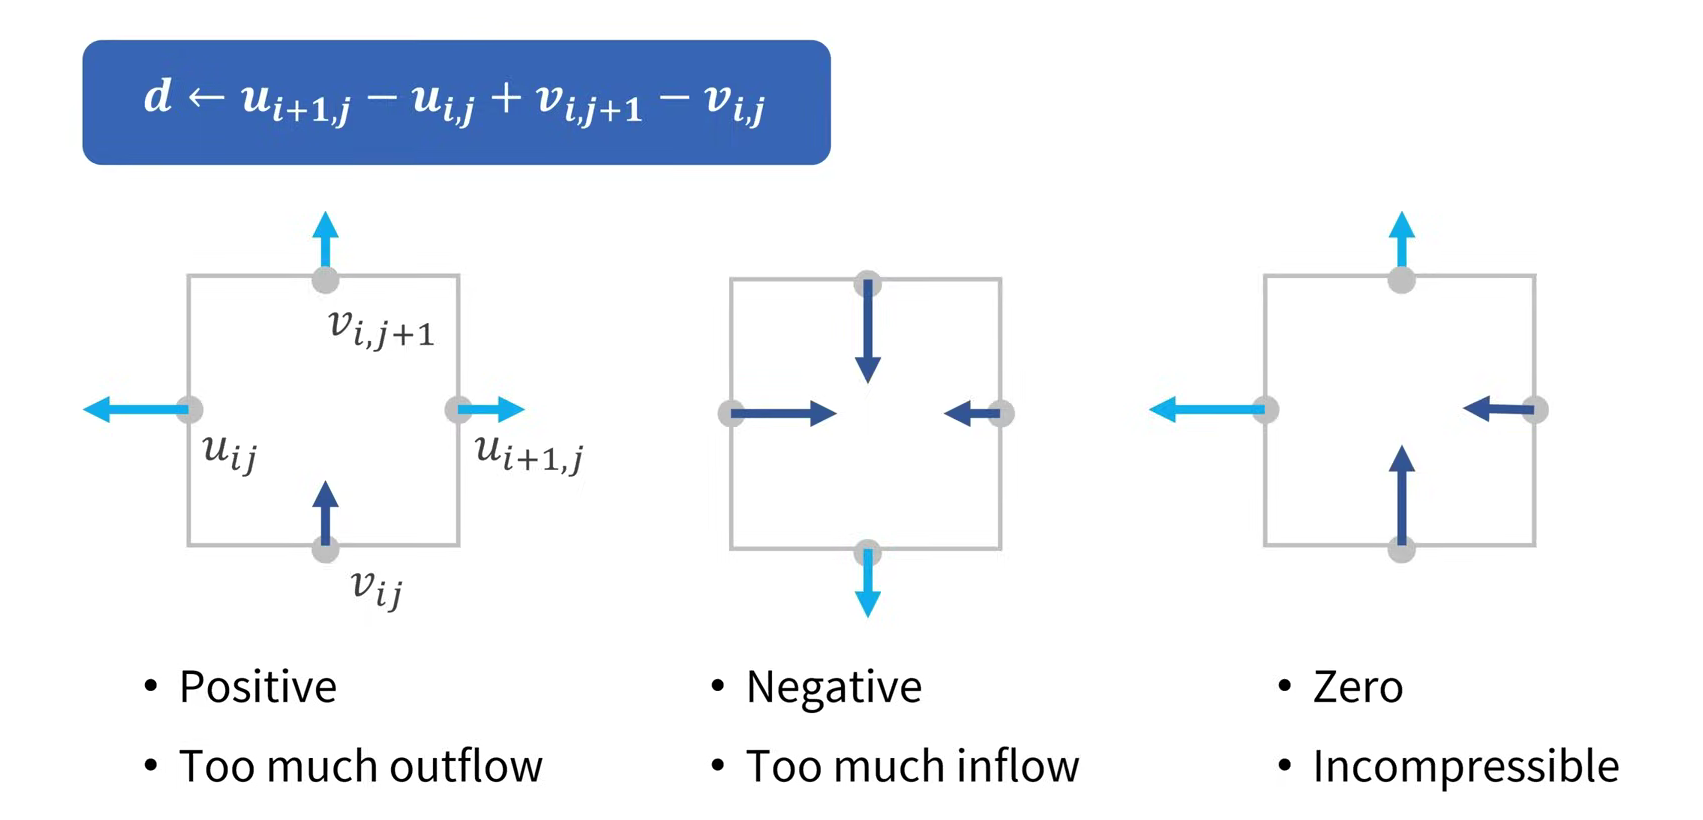 d ← u_{i+1,j} − u_{i,j} + v_{i,j+1} − v_{i,j}
v_{i,j+1}
u_{ij}
u_{i+1,j}
v_{ij}
• Positive
• Too much outflow
• Negative
• Too much inflow
• Zero
• Incompressible